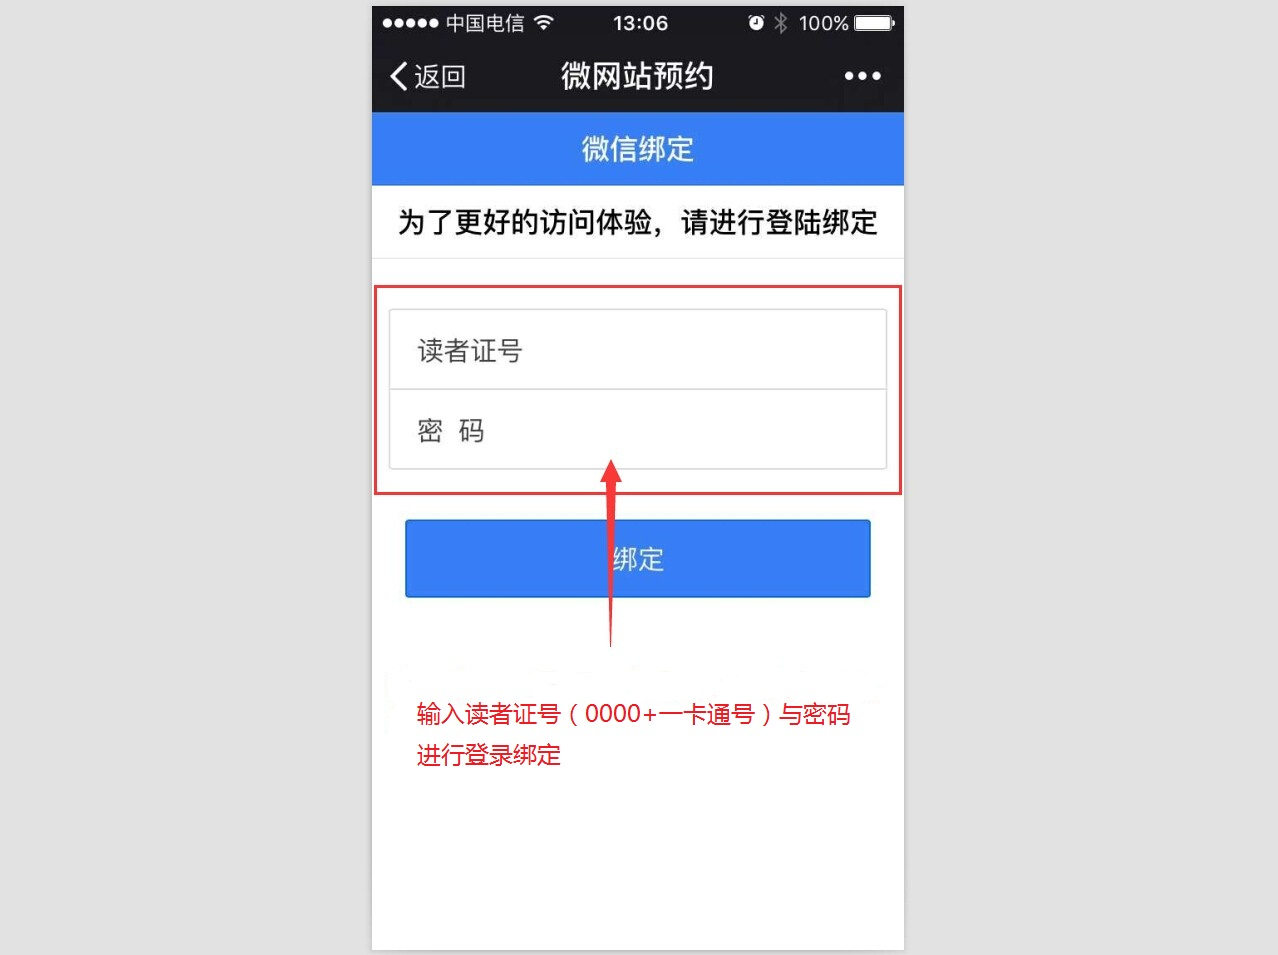 中国电信 13:06 100%
返回 微网站预约
微信绑定
为了更好的访问体验，请进行登陆绑定
读者证号
密 码
绑定
输入读者证号（0000+一卡通号）与密码
进行登录绑定